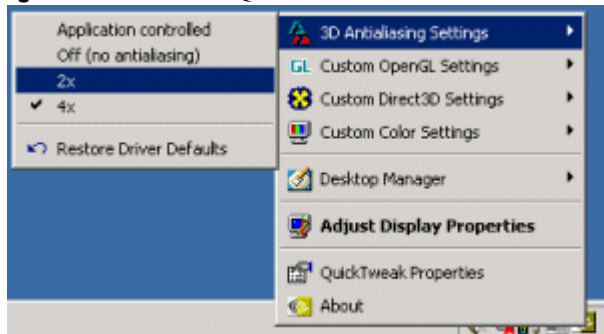 Application controlled
Off (no antialiasing)
2x
4x
Restore Driver Defaults
3D Antialiasing Settings
GL Custom OpenGL Settings
Custom Direct3D Settings
Custom Color Settings
Desktop Manager
Adjust Display Properties
QuickTweak Properties
About